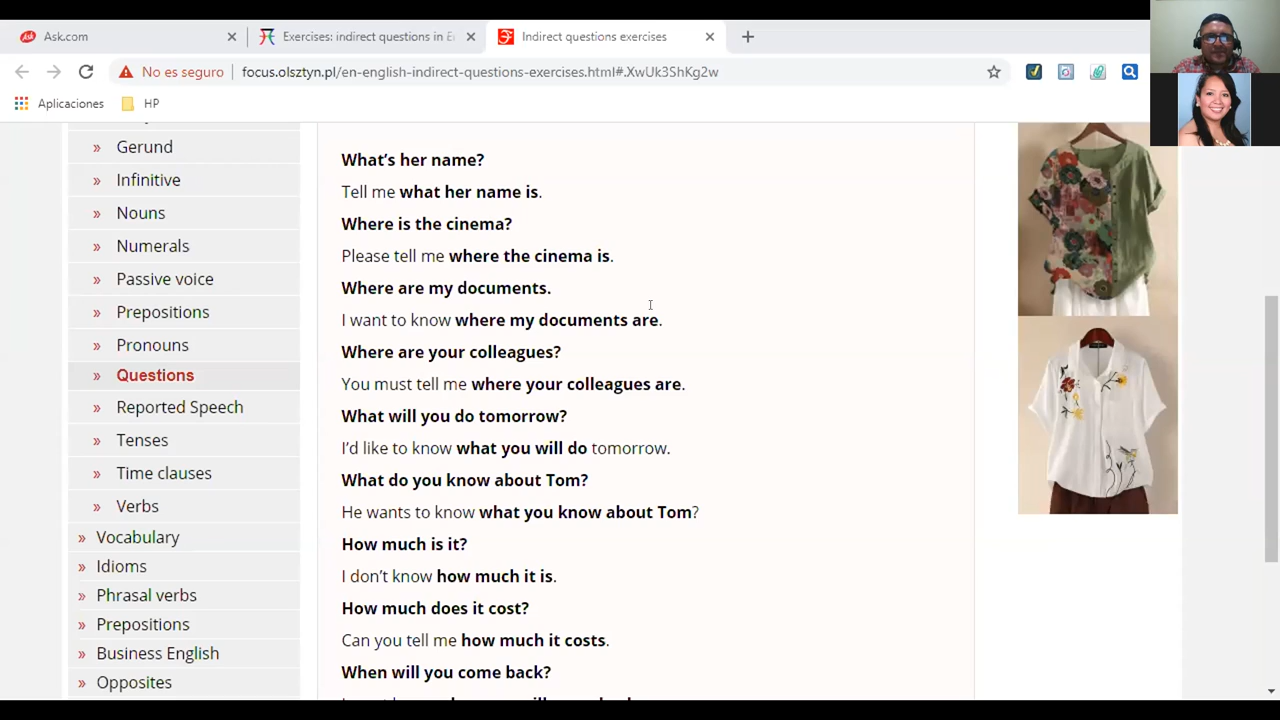 Ask.com
Exercises: indirect questions in E
Indirect questions exercises
No es seguro
focus.olsztyn.pl/en-english-indirect-questions-exercises.html#.XwUk3ShKg2w
Aplicaciones
HP
» Gerund
» Infinitive
» Nouns
» Numerals
» Passive voice
» Prepositions
» Pronouns
» Questions
» Reported Speech
» Tenses
» Time clauses
» Verbs
» Vocabulary
» Idioms
» Phrasal verbs
» Prepositions
» Business English
» Opposites
What’s her name?
Tell me what her name is.
Where is the cinema?
Please tell me where the cinema is.
Where are my documents.
I want to know where my documents are.
Where are your colleagues?
You must tell me where your colleagues are.
What will you do tomorrow?
I’d like to know what you will do tomorrow.
What do you know about Tom?
He wants to know what you know about Tom?
How much is it?
I don’t know how much it is.
How much does it cost?
Can you tell me how much it costs.
When will you come back?